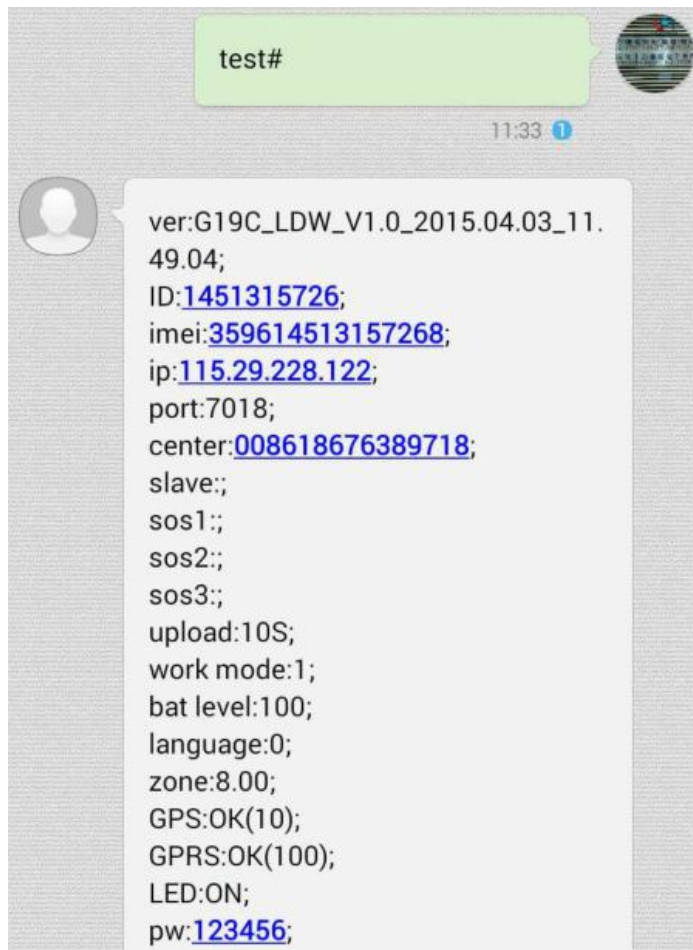 test#
11:33 1
ver:G19C_LDW_V1.0_2015.04.03_11.
49.04;
ID:1451315726;
imei:359614513157268;
ip:115.29.228.122;
port:7018;
center:008618676389718;
slave:;
sos1:;
sos2:;
sos3:;
upload:10S;
work mode:1;
bat level:100;
language:0;
zone:8.00;
GPS:OK(10);
GPRS:OK(100);
LED:ON;
pw:123456;